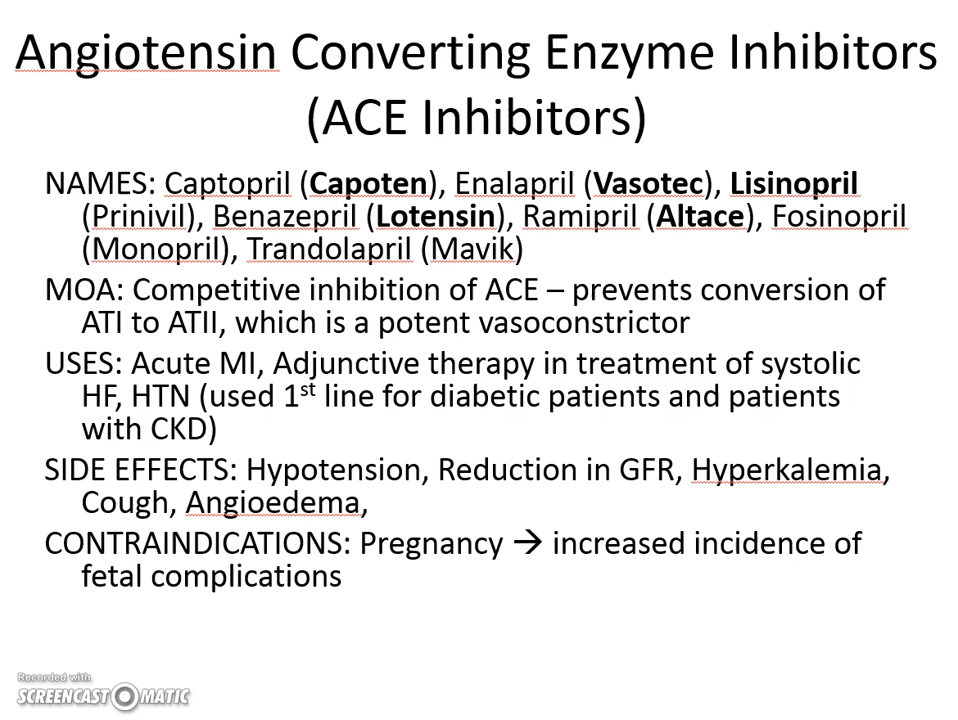 Angiotensin Converting Enzyme Inhibitors
(ACE Inhibitors)
NAMES: Captopril (Capoten), Enalapril (Vasotec), Lisinopril
(Prinivil), Benazepril (Lotensin), Ramipril (Altace), Fosinopril
(Monopril), Trandolapril (Mavik)
MOA: Competitive inhibition of ACE – prevents conversion of
ATI to ATII, which is a potent vasoconstrictor
USES: Acute MI, Adjunctive therapy in treatment of systolic
HF, HTN (used 1st line for diabetic patients and patients
with CKD)
SIDE EFFECTS: Hypotension, Reduction in GFR, Hyperkalemia,
Cough, Angioedema,
CONTRAINDICATIONS: Pregnancy → increased incidence of
fetal complications
Recorded with
SCREENCAST-O-MATIC